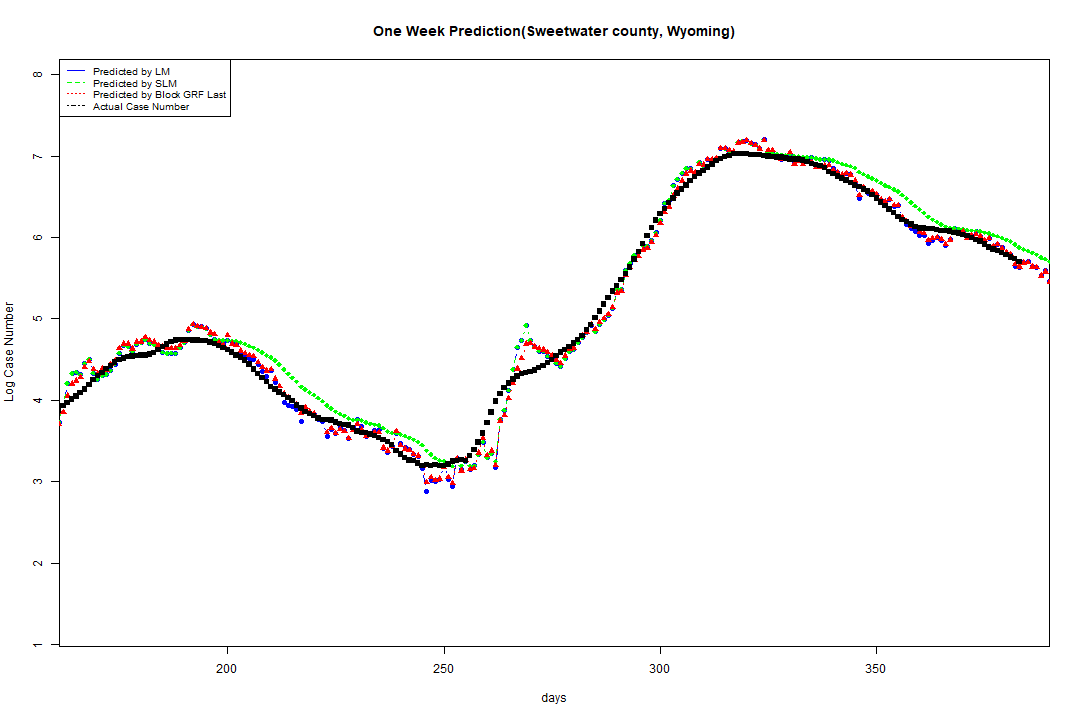 One Week Prediction(Sweetwater county, Wyoming)
Predicted by LM
Predicted by SLM
Predicted by Block GRF Last
Actual Case Number
8
7
6
5
4
3
2
1
Log Case Number
200
250
300
350
days